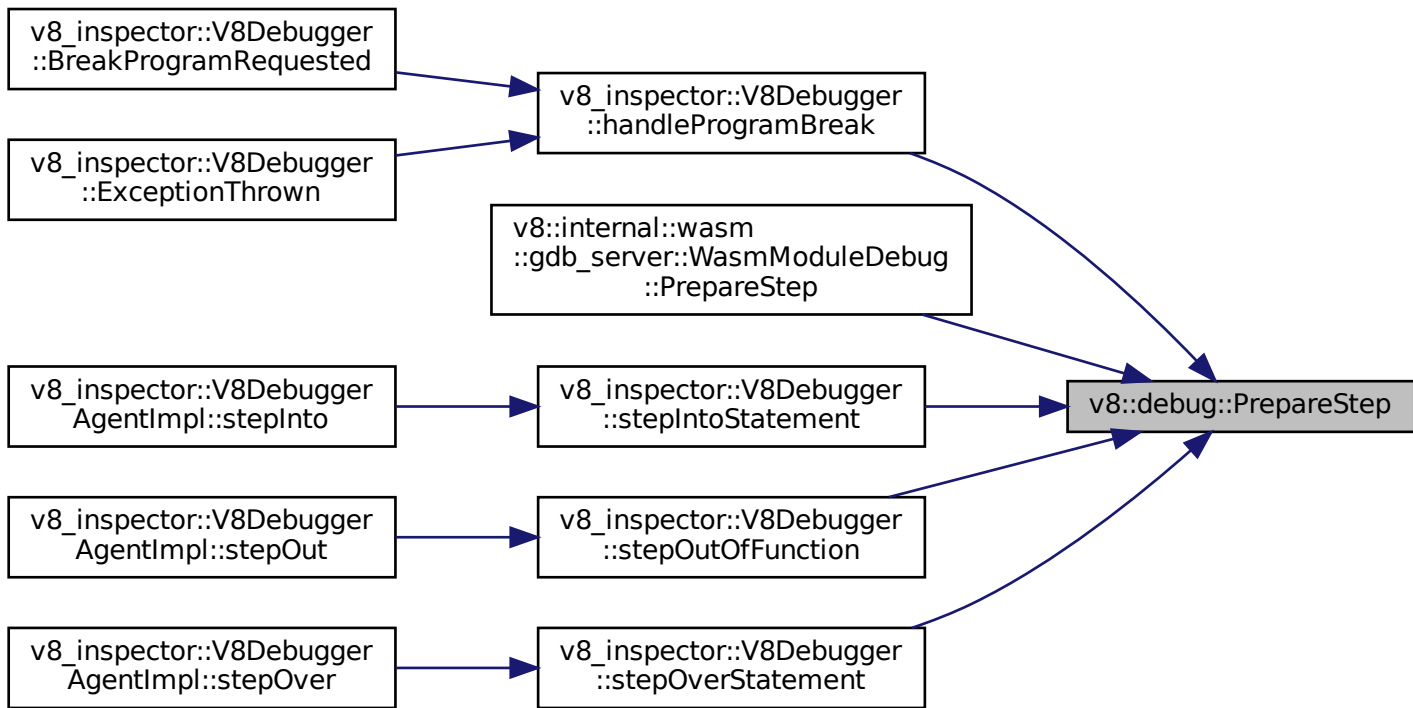 v8_inspector::V8Debugger
::BreakProgramRequested
v8_inspector::V8Debugger
::handleProgramBreak
v8_inspector::V8Debugger
::ExceptionThrown
v8::internal::wasm
::gdb_server::WasmModuleDebug
::PrepareStep
v8_inspector::V8Debugger
AgentImpl::stepInto
v8_inspector::V8Debugger
::stepIntoStatement
v8::debug::PrepareStep
v8_inspector::V8Debugger
AgentImpl::stepOut
v8_inspector::V8Debugger
::stepOutOfFunction
v8_inspector::V8Debugger
AgentImpl::stepOver
v8_inspector::V8Debugger
::stepOverStatement